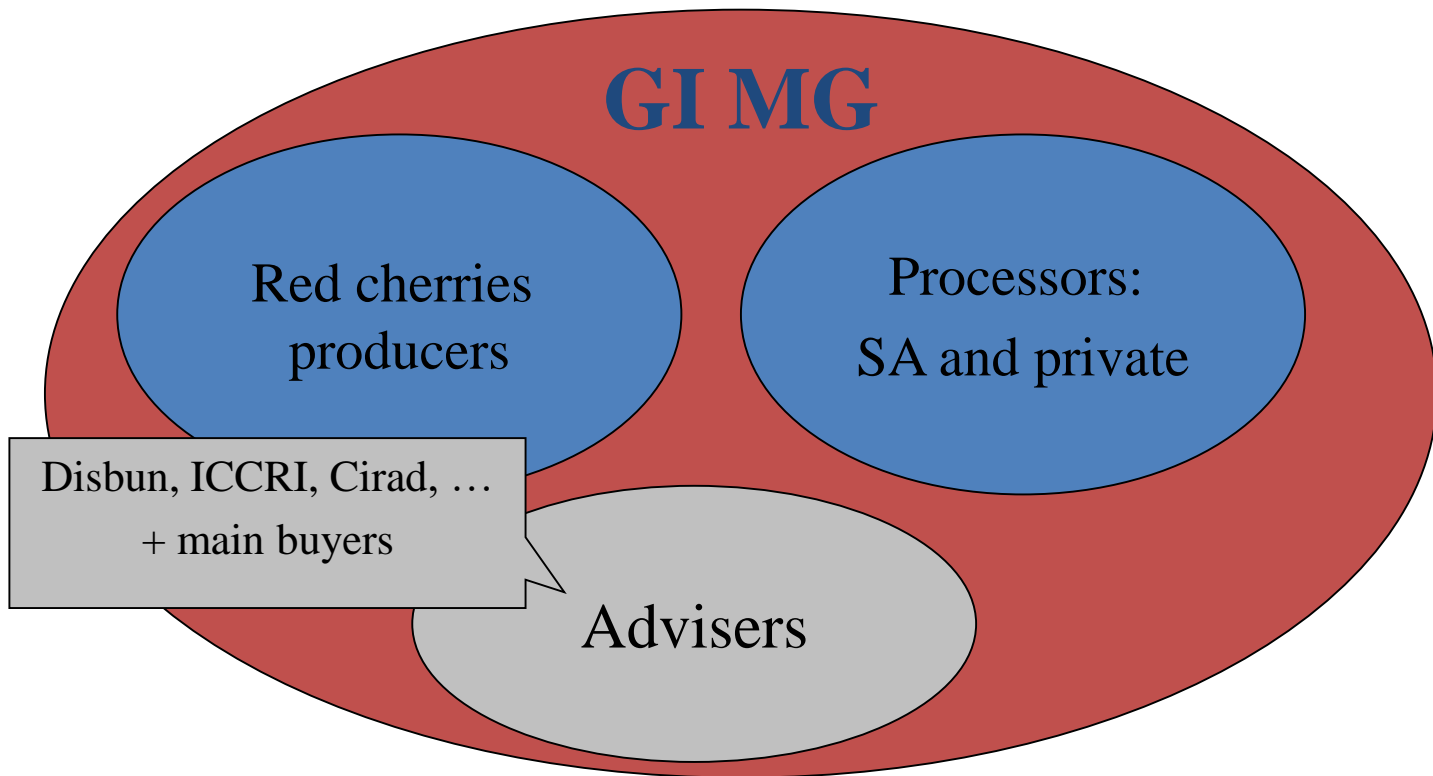 GI MG
Red cherries
producers
Processors:
SA and private
Disbun, ICCRI, Cirad, …
+ main buyers
Advisers